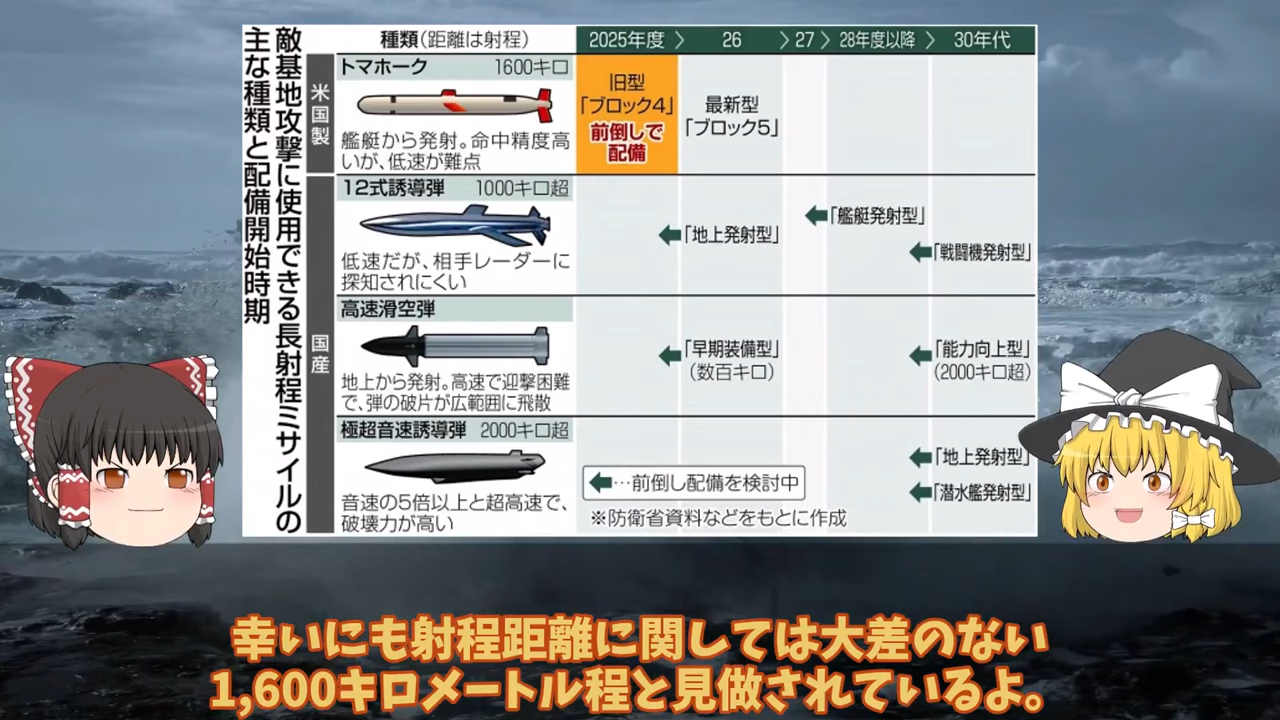 敵基地攻撃に使用できる長射程ミサイルの
主な種類と配備開始時期
種類(距離は射程)
2025年度
26
27
28年度以降
30年代
米国製
トマホーク 1600キロ
艦艇から発射。命中精度高
いが、低速が難点
旧型
「ブロック4」
前倒しで
配備
最新型
「ブロック5」
国産
12式誘導弾 1000キロ超
低速だが、相手レーダーに
探知されにくい
「地上発射型」
「艦艇発射型」
「戦闘機発射型」
高速滑空弾
地上から発射。高速で迎撃困難
で、弾の破片が広範囲に飛散
「早期装備型」
(数百キロ)
「能力向上型」
(2000キロ超)
極超音速誘導弾 2000キロ超
音速の5倍以上と超高速で、
破壊力が高い
「地上発射型」
「潜水艦発射型」
…前倒し配備を検討中
※防衛省資料などをもとに作成
幸いにも射程距離に関しては大差のない
1,600キロメートル程と見做されているよ。